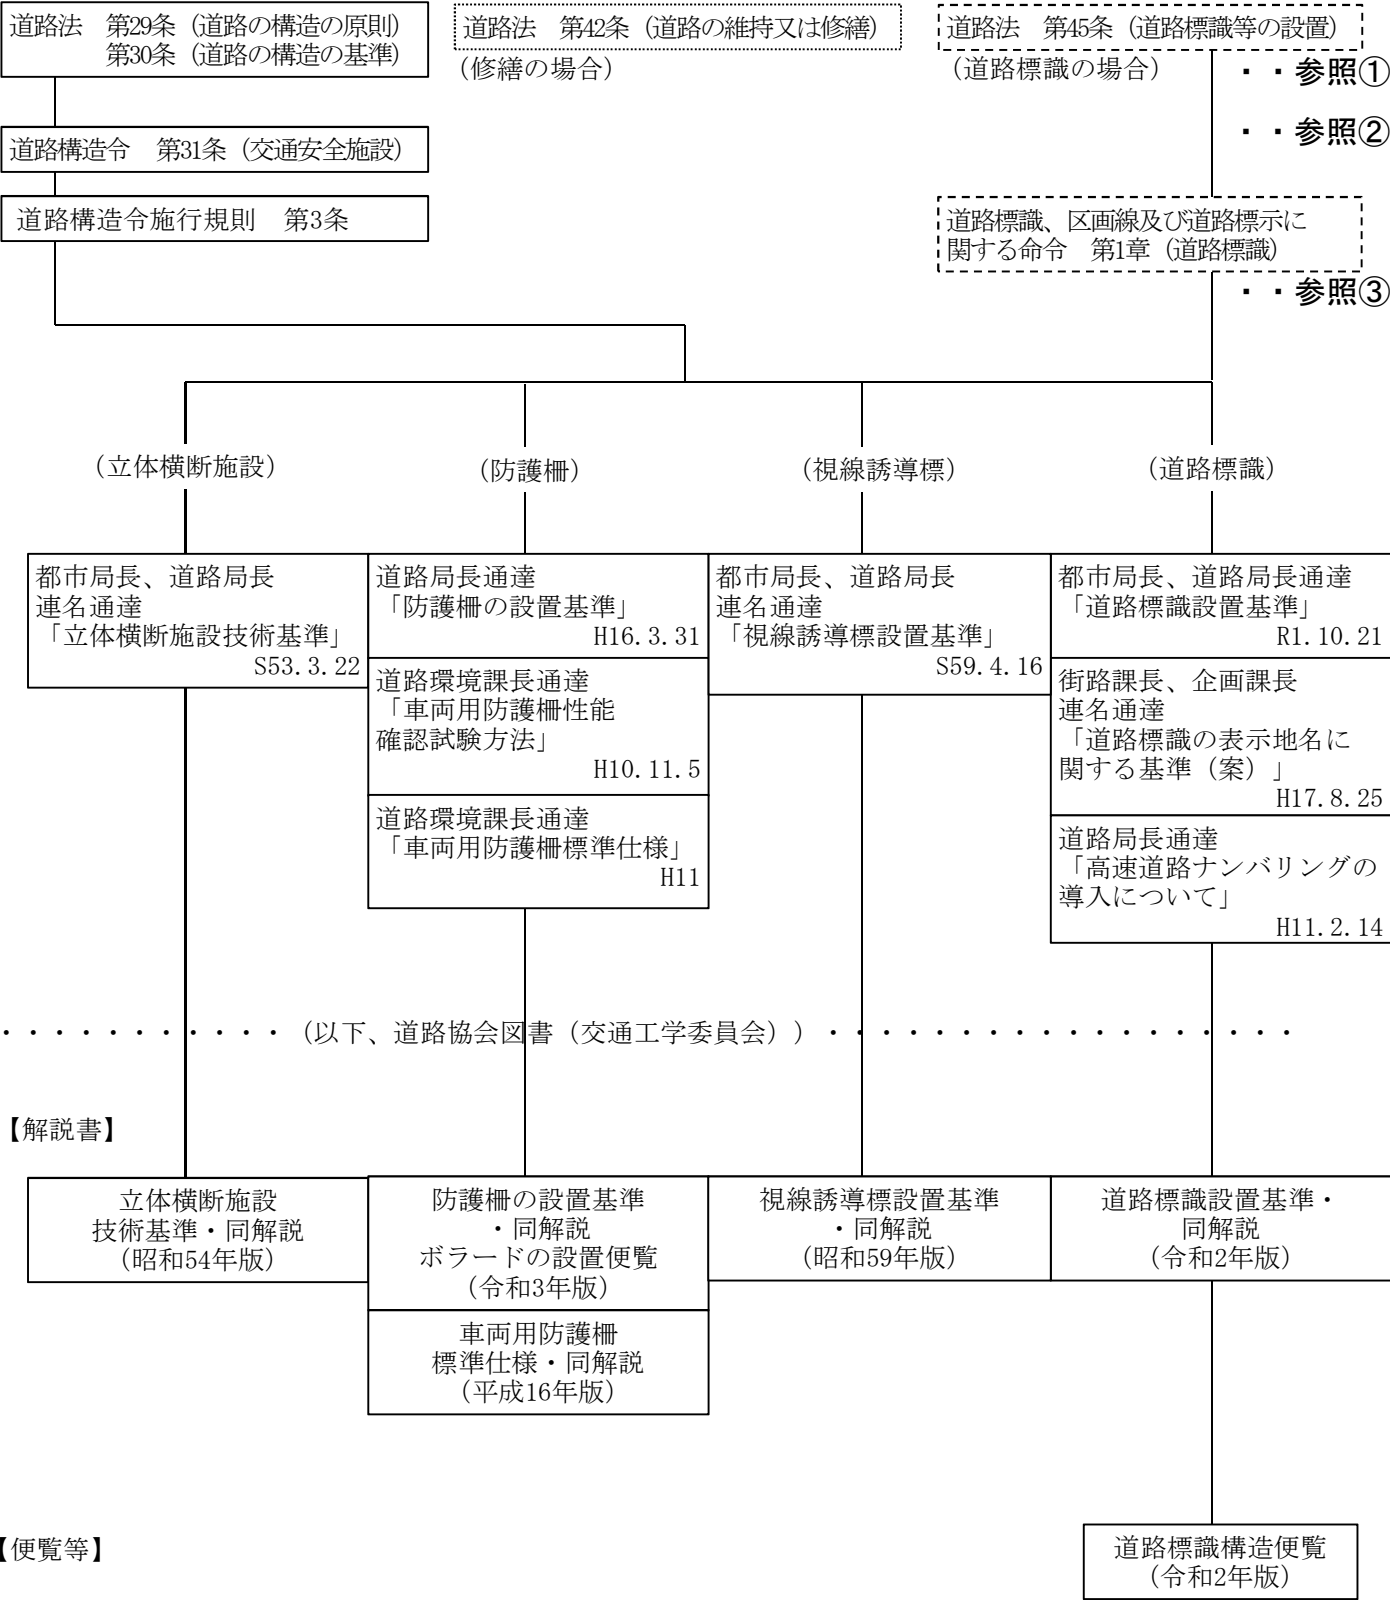 道路法　第29条（道路の構造の原則）
第30条（道路の構造の基準）
道路法　第42条（道路の維持又は修繕）
（修繕の場合）
道路法　第45条（道路標識等の設置）
（道路標識の場合）
・・参照①
・・参照②
道路構造令　第31条（交通安全施設）
道路構造令施行規則　第3条
道路標識、区画線及び道路標示に
関する命令　第1章（道路標識）
・・参照③
（立体横断施設）
（防護柵）
（視線誘導標）
（道路標識）
都市局長、道路局長
連名通達
「立体横断施設技術基準」
S53.3.22
道路局長通達
「防護柵の設置基準」
H16.3.31
道路環境課長通達
「車両用防護柵性能
確認試験方法」
H10.11.5
道路環境課長通達
「車両用防護柵標準仕様」
H11
都市局長、道路局長
連名通達
「視線誘導標設置基準」
S59.4.16
都市局長、道路局長通達
「道路標識設置基準」
R1.10.21
街路課長、企画課長
連名通達
「道路標識の表示地名に
関する基準（案）」
H17.8.25
道路局長通達
「高速道路ナンバリングの
導入について」
H11.2.14
・・・・・・・・・・・（以下、道路協会図書（交通工学委員会））・・・・・・・・・・・・・・・・・・
【解説書】
立体横断施設
技術基準・同解説
（昭和54年版）
防護柵の設置基準
・同解説
ボラードの設置便覧
（令和3年版）
車両用防護柵
標準仕様・同解説
（平成16年版）
視線誘導標設置基準
・同解説
（昭和59年版）
道路標識設置基準・
同解説
（令和2年版）
【便覧等】
道路標識構造便覧
（令和2年版）